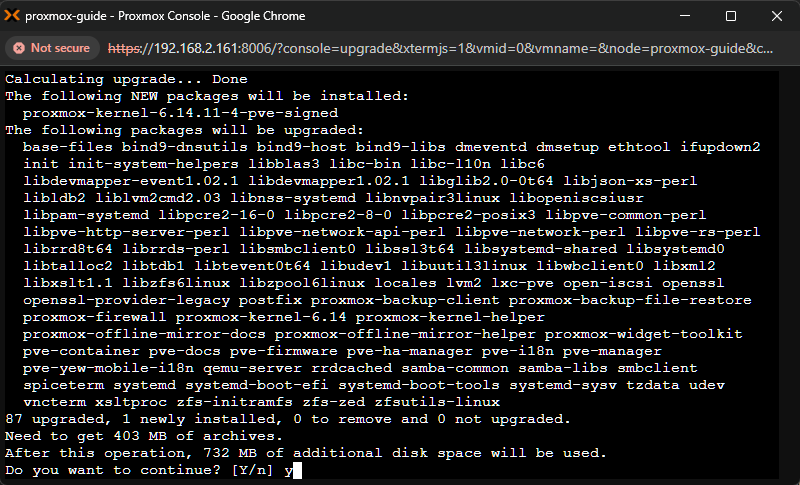 proxmox-guide - Proxmox Console - Google Chrome
Not secure https://192.168.2.161:8006/?console=upgrade&xtermjs=1&vmid=0&vmname=&node=proxmox-guide&c...
Calculating upgrade... Done
The following NEW packages will be installed:
  proxmox-kernel-6.14.11-4-pve-signed
The following packages will be upgraded:
  base-files bind9-dnsutils bind9-host bind9-libs dmeventd dmsetup ethtool ifupdown2
  init init-system-helpers libblas3 libc-bin libc-l10n libc6
  libdevmapper-event1.02.1 libdevmapper1.02.1 libglib2.0-0t64 libjson-xs-perl
  libldb2 liblvm2cmd2.03 libnss-systemd libnvpair3linux libopeniscsiusr
  libpam-systemd libpcre2-16-0 libpcre2-8-0 libpcre2-posix3 libpve-common-perl
  libpve-http-server-perl libpve-network-api-perl libpve-network-perl libpve-rs-perl
  librrd8t64 librrds-perl libsmbclient0 libssl3t64 libsystemd-shared libsystemd0
  libtalloc2 libtdb1 libtevent0t64 libudev1 libuutil3linux libwbclient0 libxml2
  libxslt1.1 libzfs6linux libzpool6linux locales lvm2 lxc-pve open-iscsi openssl
  openssl-provider-legacy postfix proxmox-backup-client proxmox-backup-file-restore
  proxmox-firewall proxmox-kernel-6.14 proxmox-kernel-helper
  proxmox-offline-mirror-docs proxmox-offline-mirror-helper proxmox-widget-toolkit
  pve-container pve-docs pve-firmware pve-ha-manager pve-i18n pve-manager
  pve-yew-mobile-i18n qemu-server rrdcached samba-common samba-libs smbclient
  spiceterm systemd systemd-boot-efi systemd-boot-tools systemd-sysv tzdata udev
  vncterm xsltproc zfs-initramfs zfs-zed zfsutils-linux
87 upgraded, 1 newly installed, 0 to remove and 0 not upgraded.
Need to get 403 MB of archives.
After this operation, 732 MB of additional disk space will be used.
Do you want to continue? [Y/n] y